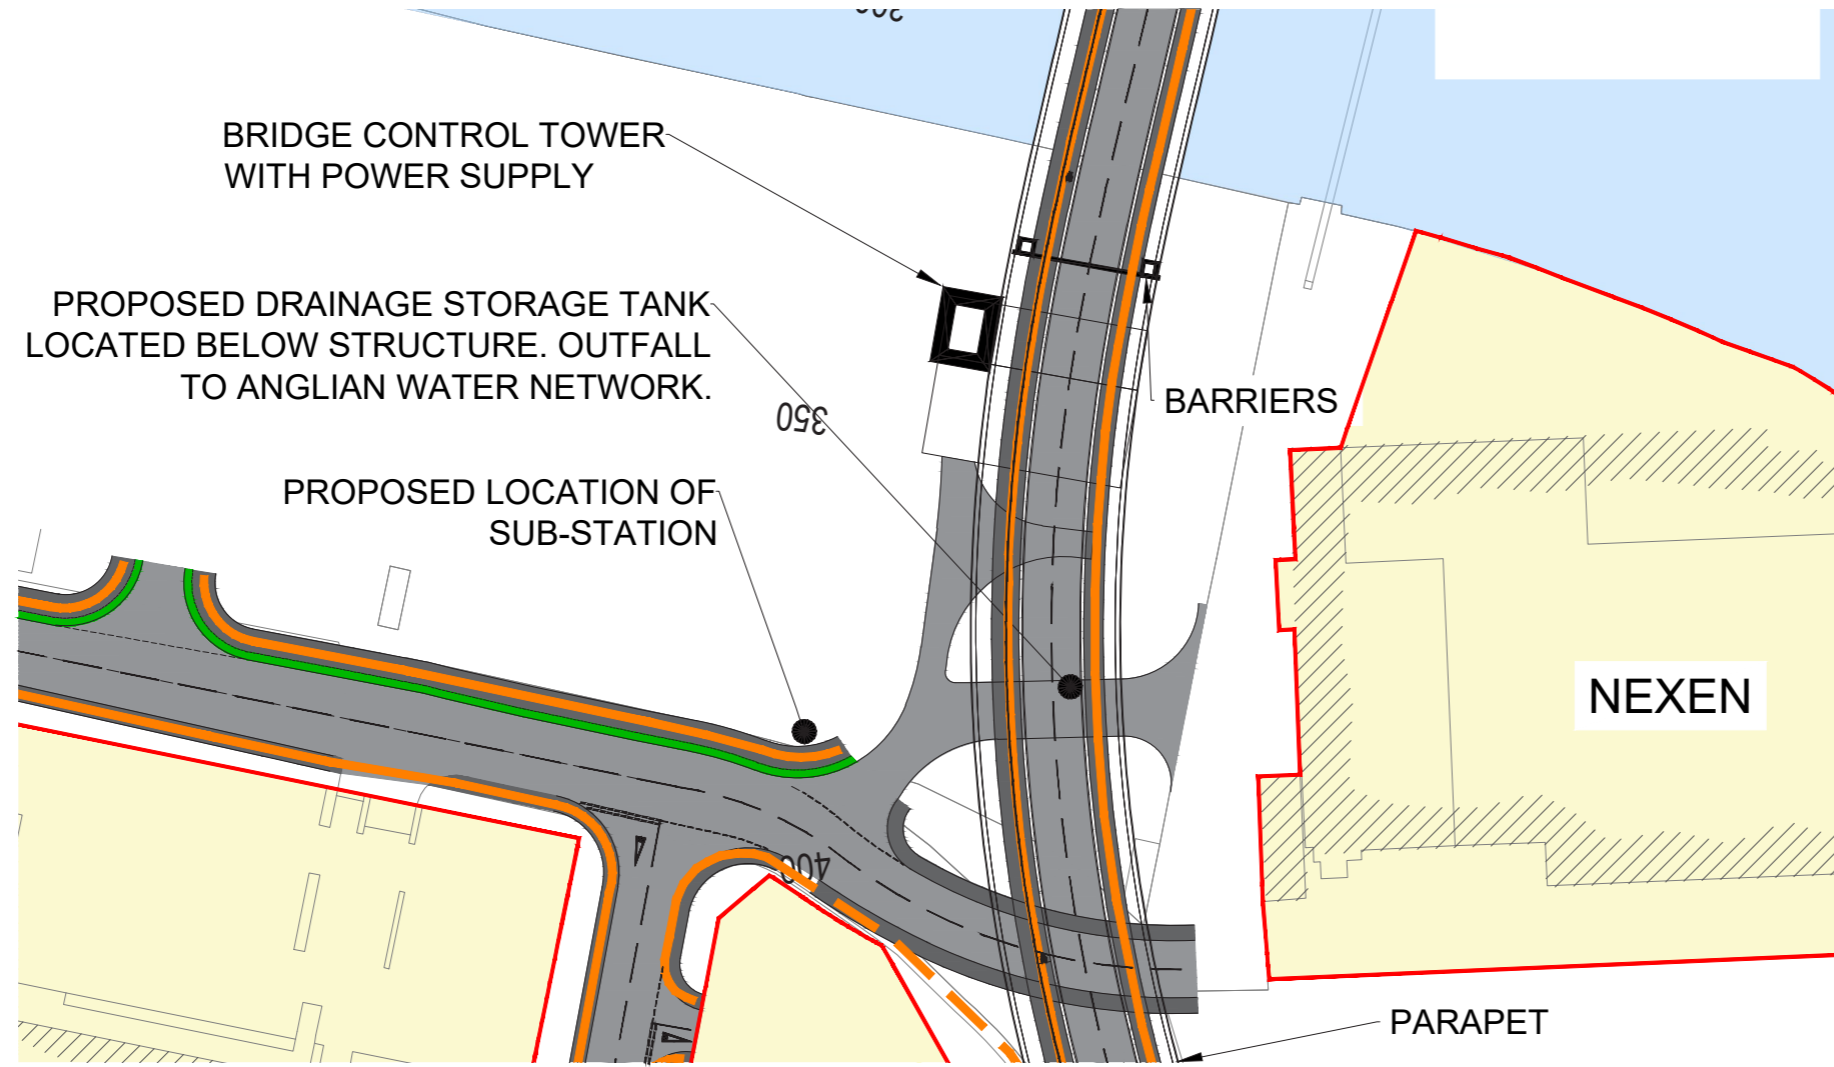 BRIDGE CONTROL TOWER
WITH POWER SUPPLY
PROPOSED DRAINAGE STORAGE TANK
LOCATED BELOW STRUCTURE. OUTFALL
TO ANGLIAN WATER NETWORK.
350
BARRIERS
PROPOSED LOCATION OF
SUB-STATION
NEXEN
400
PARAPET